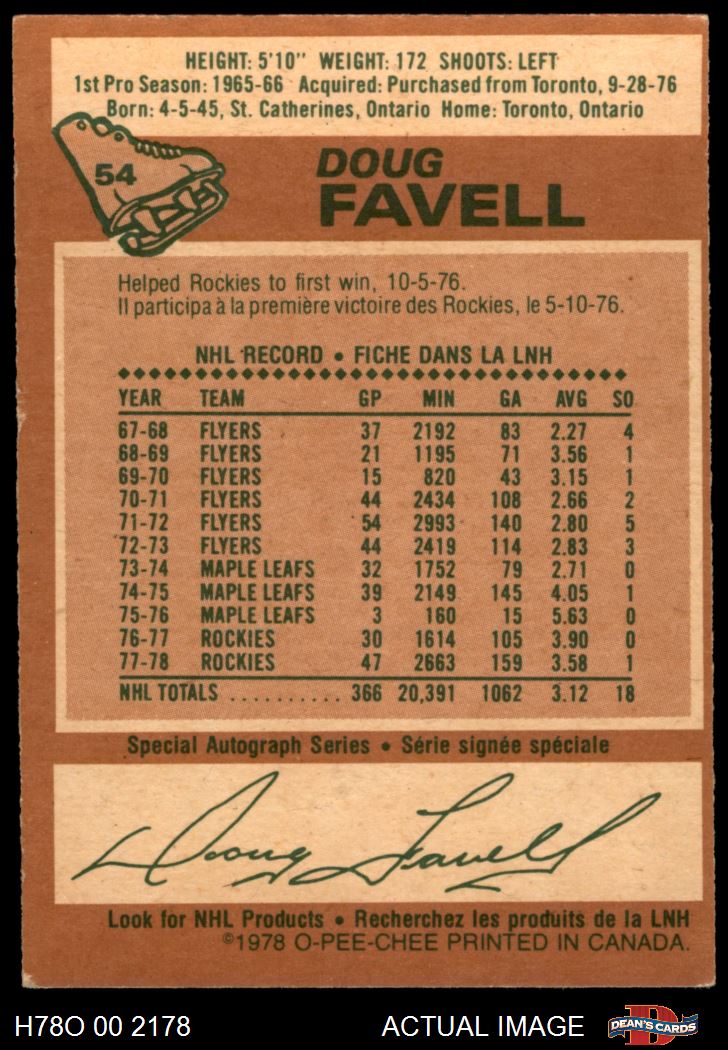 HEIGHT: 5'10" WEIGHT: 172 SHOOTS: LEFT
1st Pro Season: 1965-66 Acquired: Purchased from Toronto, 9-28-76
Born: 4-5-45, St. Catherines, Ontario Home: Toronto, Ontario
54
DOUG
FAVELL
Helped Rockies to first win, 10-5-76.
Il participa à la première victoire des Rockies, le 5-10-76.
NHL RECORD • FICHE DANS LA LNH
YEAR TEAM GP MIN GA AVG SO
67-68 FLYERS 37 2192 83 2.27 4
68-69 FLYERS 21 1195 71 3.56 1
69-70 FLYERS 15 820 43 3.15 1
70-71 FLYERS 44 2434 108 2.66 2
71-72 FLYERS 54 2993 140 2.80 5
72-73 FLYERS 44 2419 114 2.83 3
73-74 MAPLE LEAFS 32 1752 79 2.71 0
74-75 MAPLE LEAFS 39 2149 145 4.05 1
75-76 MAPLE LEAFS 3 160 15 5.63 0
76-77 ROCKIES 30 1614 105 3.90 0
77-78 ROCKIES 47 2663 159 3.58 1
NHL TOTALS .......... 366 20,391 1062 3.12 18
Special Autograph Series • Série signée spéciale
Doug Favell
Look for NHL Products • Recherchez les produits de la LNH
©1978 O-PEE-CHEE PRINTED IN CANADA.
H78O 00 2178 ACTUAL IMAGE D DEAN'S CARDS